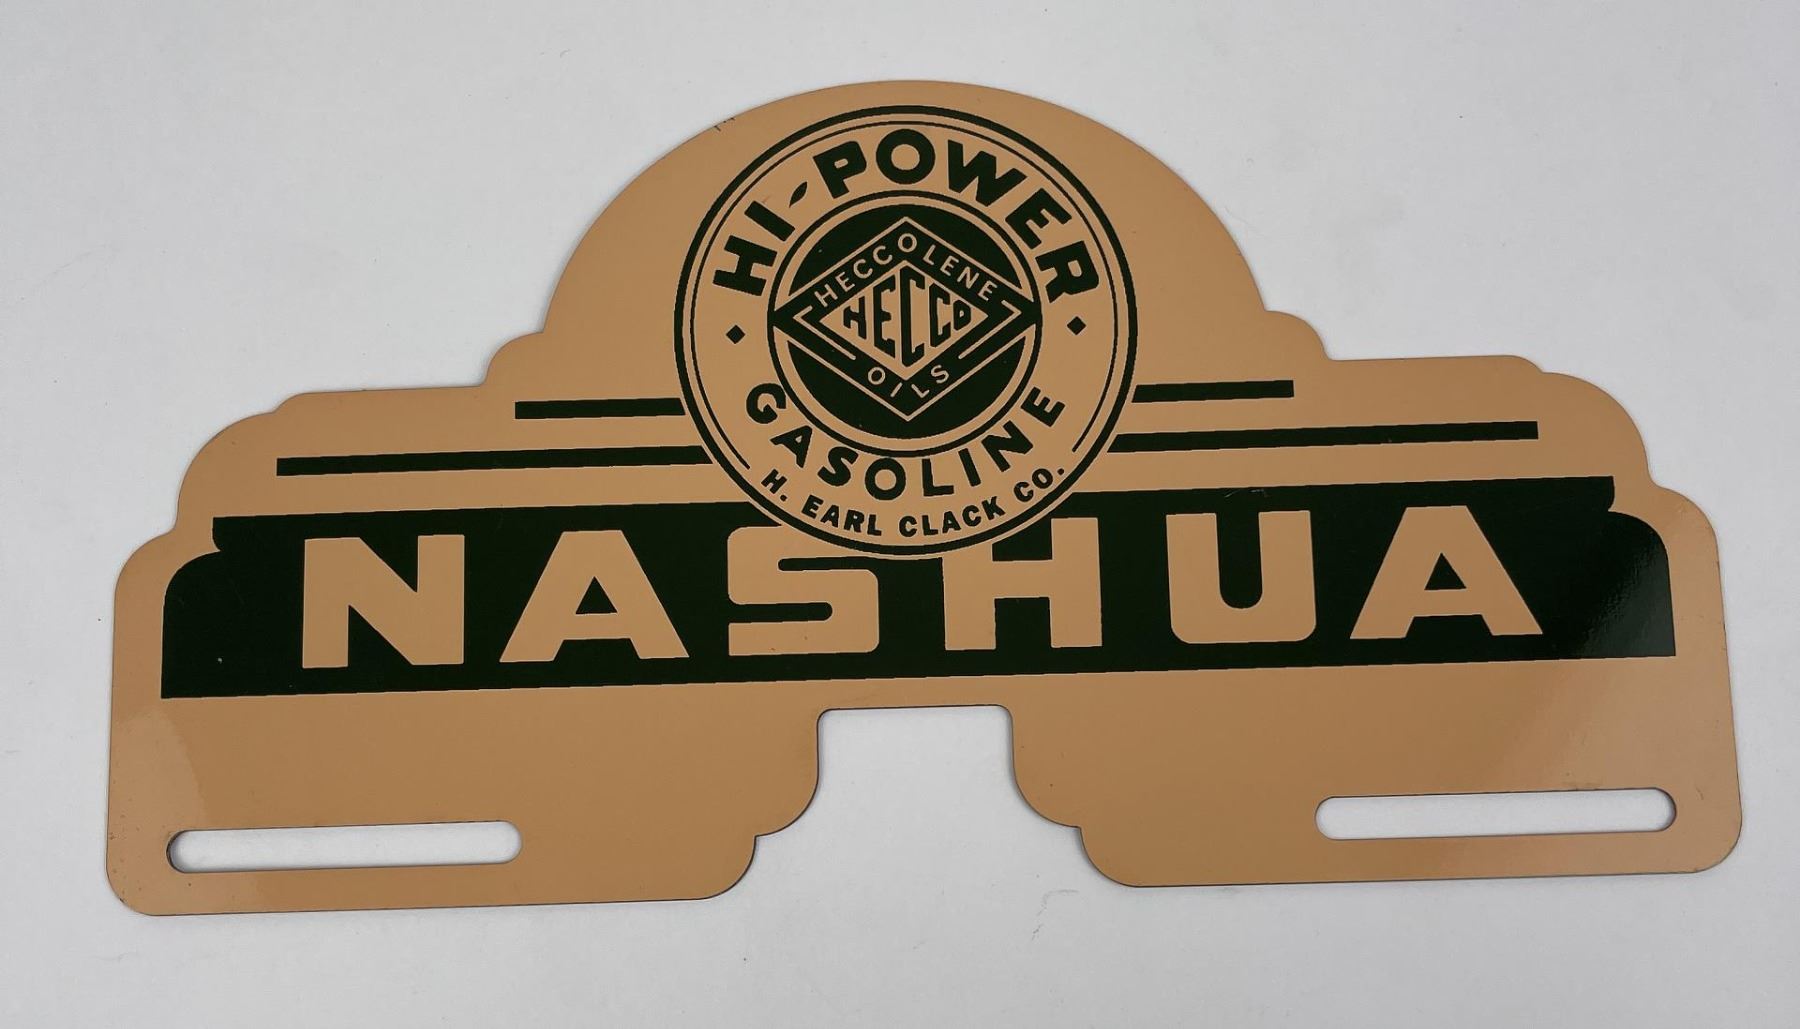 HI-POWER
HECCOLENE
HECCO
OILS
GASOLINE
H. EARL CLACK CO.
NASHUA